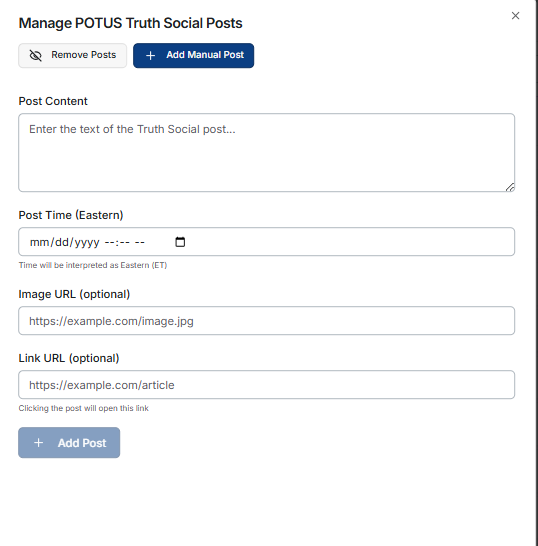 Manage POTUS Truth Social Posts
Remove Posts
Add Manual Post
Post Content
Enter the text of the Truth Social post...
Post Time (Eastern)
mm/dd/yyyy --:-- --
Time will be interpreted as Eastern (ET)
Image URL (optional)
https://example.com/image.jpg
Link URL (optional)
https://example.com/article
Clicking the post will open this link
Add Post